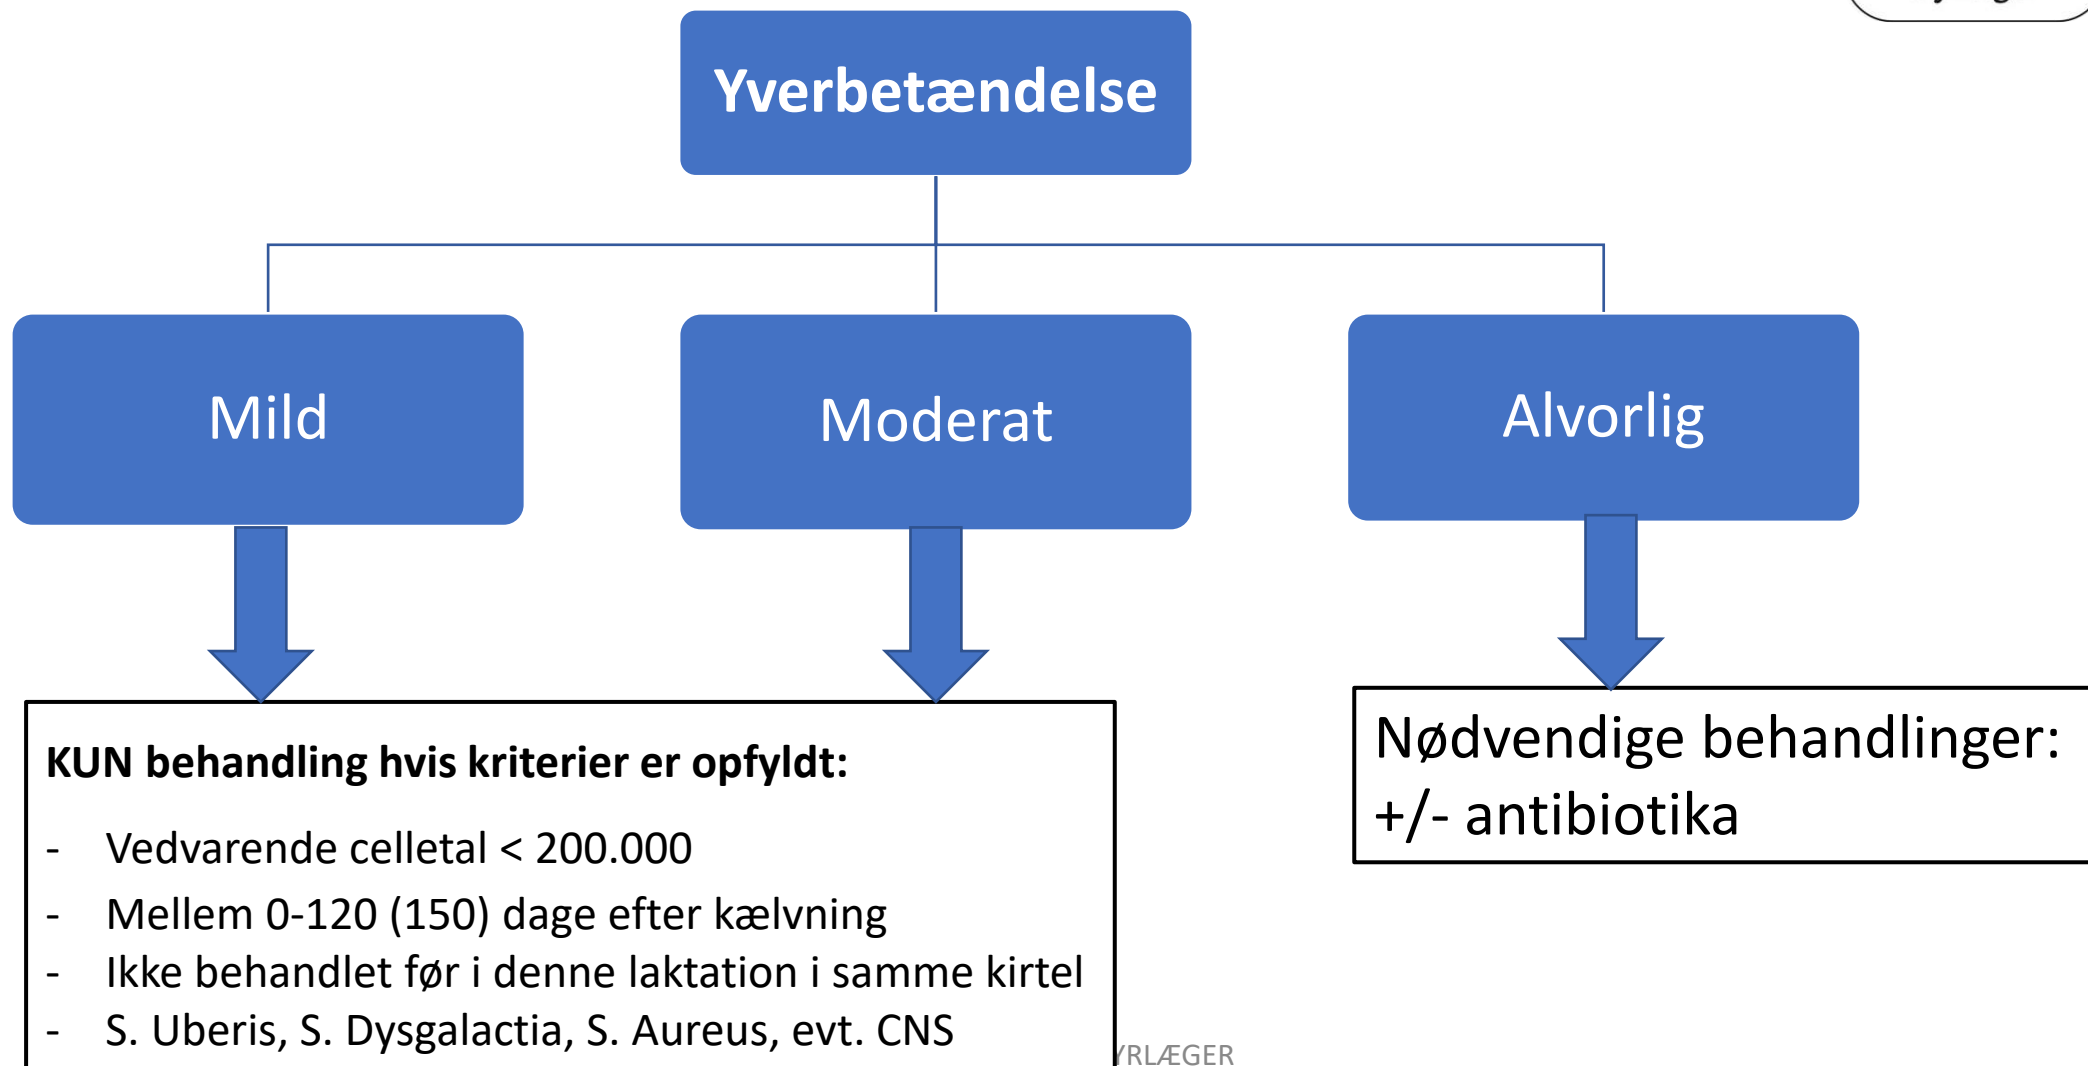 Yverbetændelse
Mild
Moderat
Alvorlig
KUN behandling hvis kriterier er opfyldt:
- Vedvarende celletal < 200.000
- Mellem 0-120 (150) dage efter kælvning
- Ikke behandlet før i denne laktation i samme kirtel
- S. Uberis, S. Dysgalactia, S. Aureus, evt. CNS
Nødvendige behandlinger:
+/- antibiotika
YRLÆGER